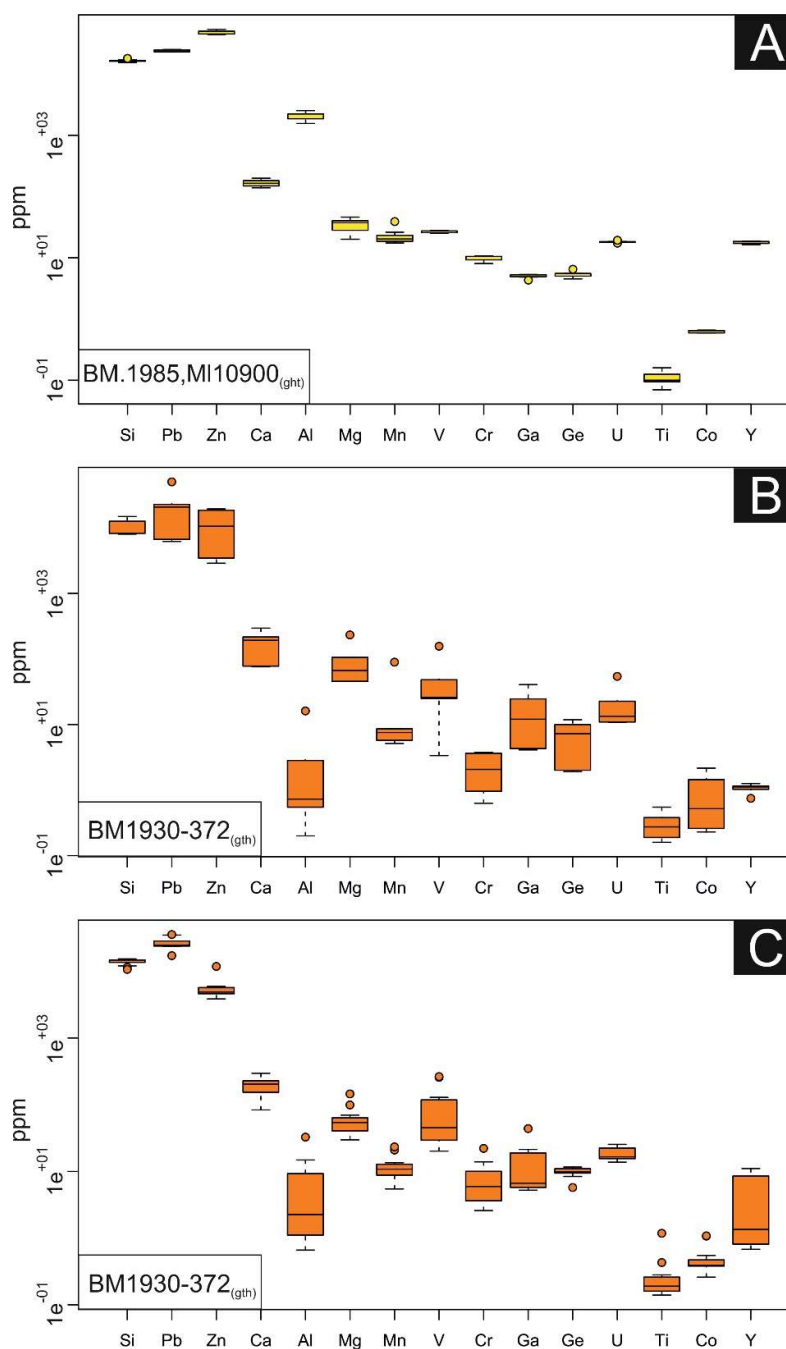 A
ppm
1e+03
1e+01
1e−01
BM.1985,MI10900(ght)
Si Pb Zn Ca Al Mg Mn V Cr Ga Ge U Ti Co Y
B
ppm
1e+03
1e+01
1e−01
BM1930-372(gth)
Si Pb Zn Ca Al Mg Mn V Cr Ga Ge U Ti Co Y
C
ppm
1e+03
1e+01
1e−01
BM1930-372(gth)
Si Pb Zn Ca Al Mg Mn V Cr Ga Ge U Ti Co Y